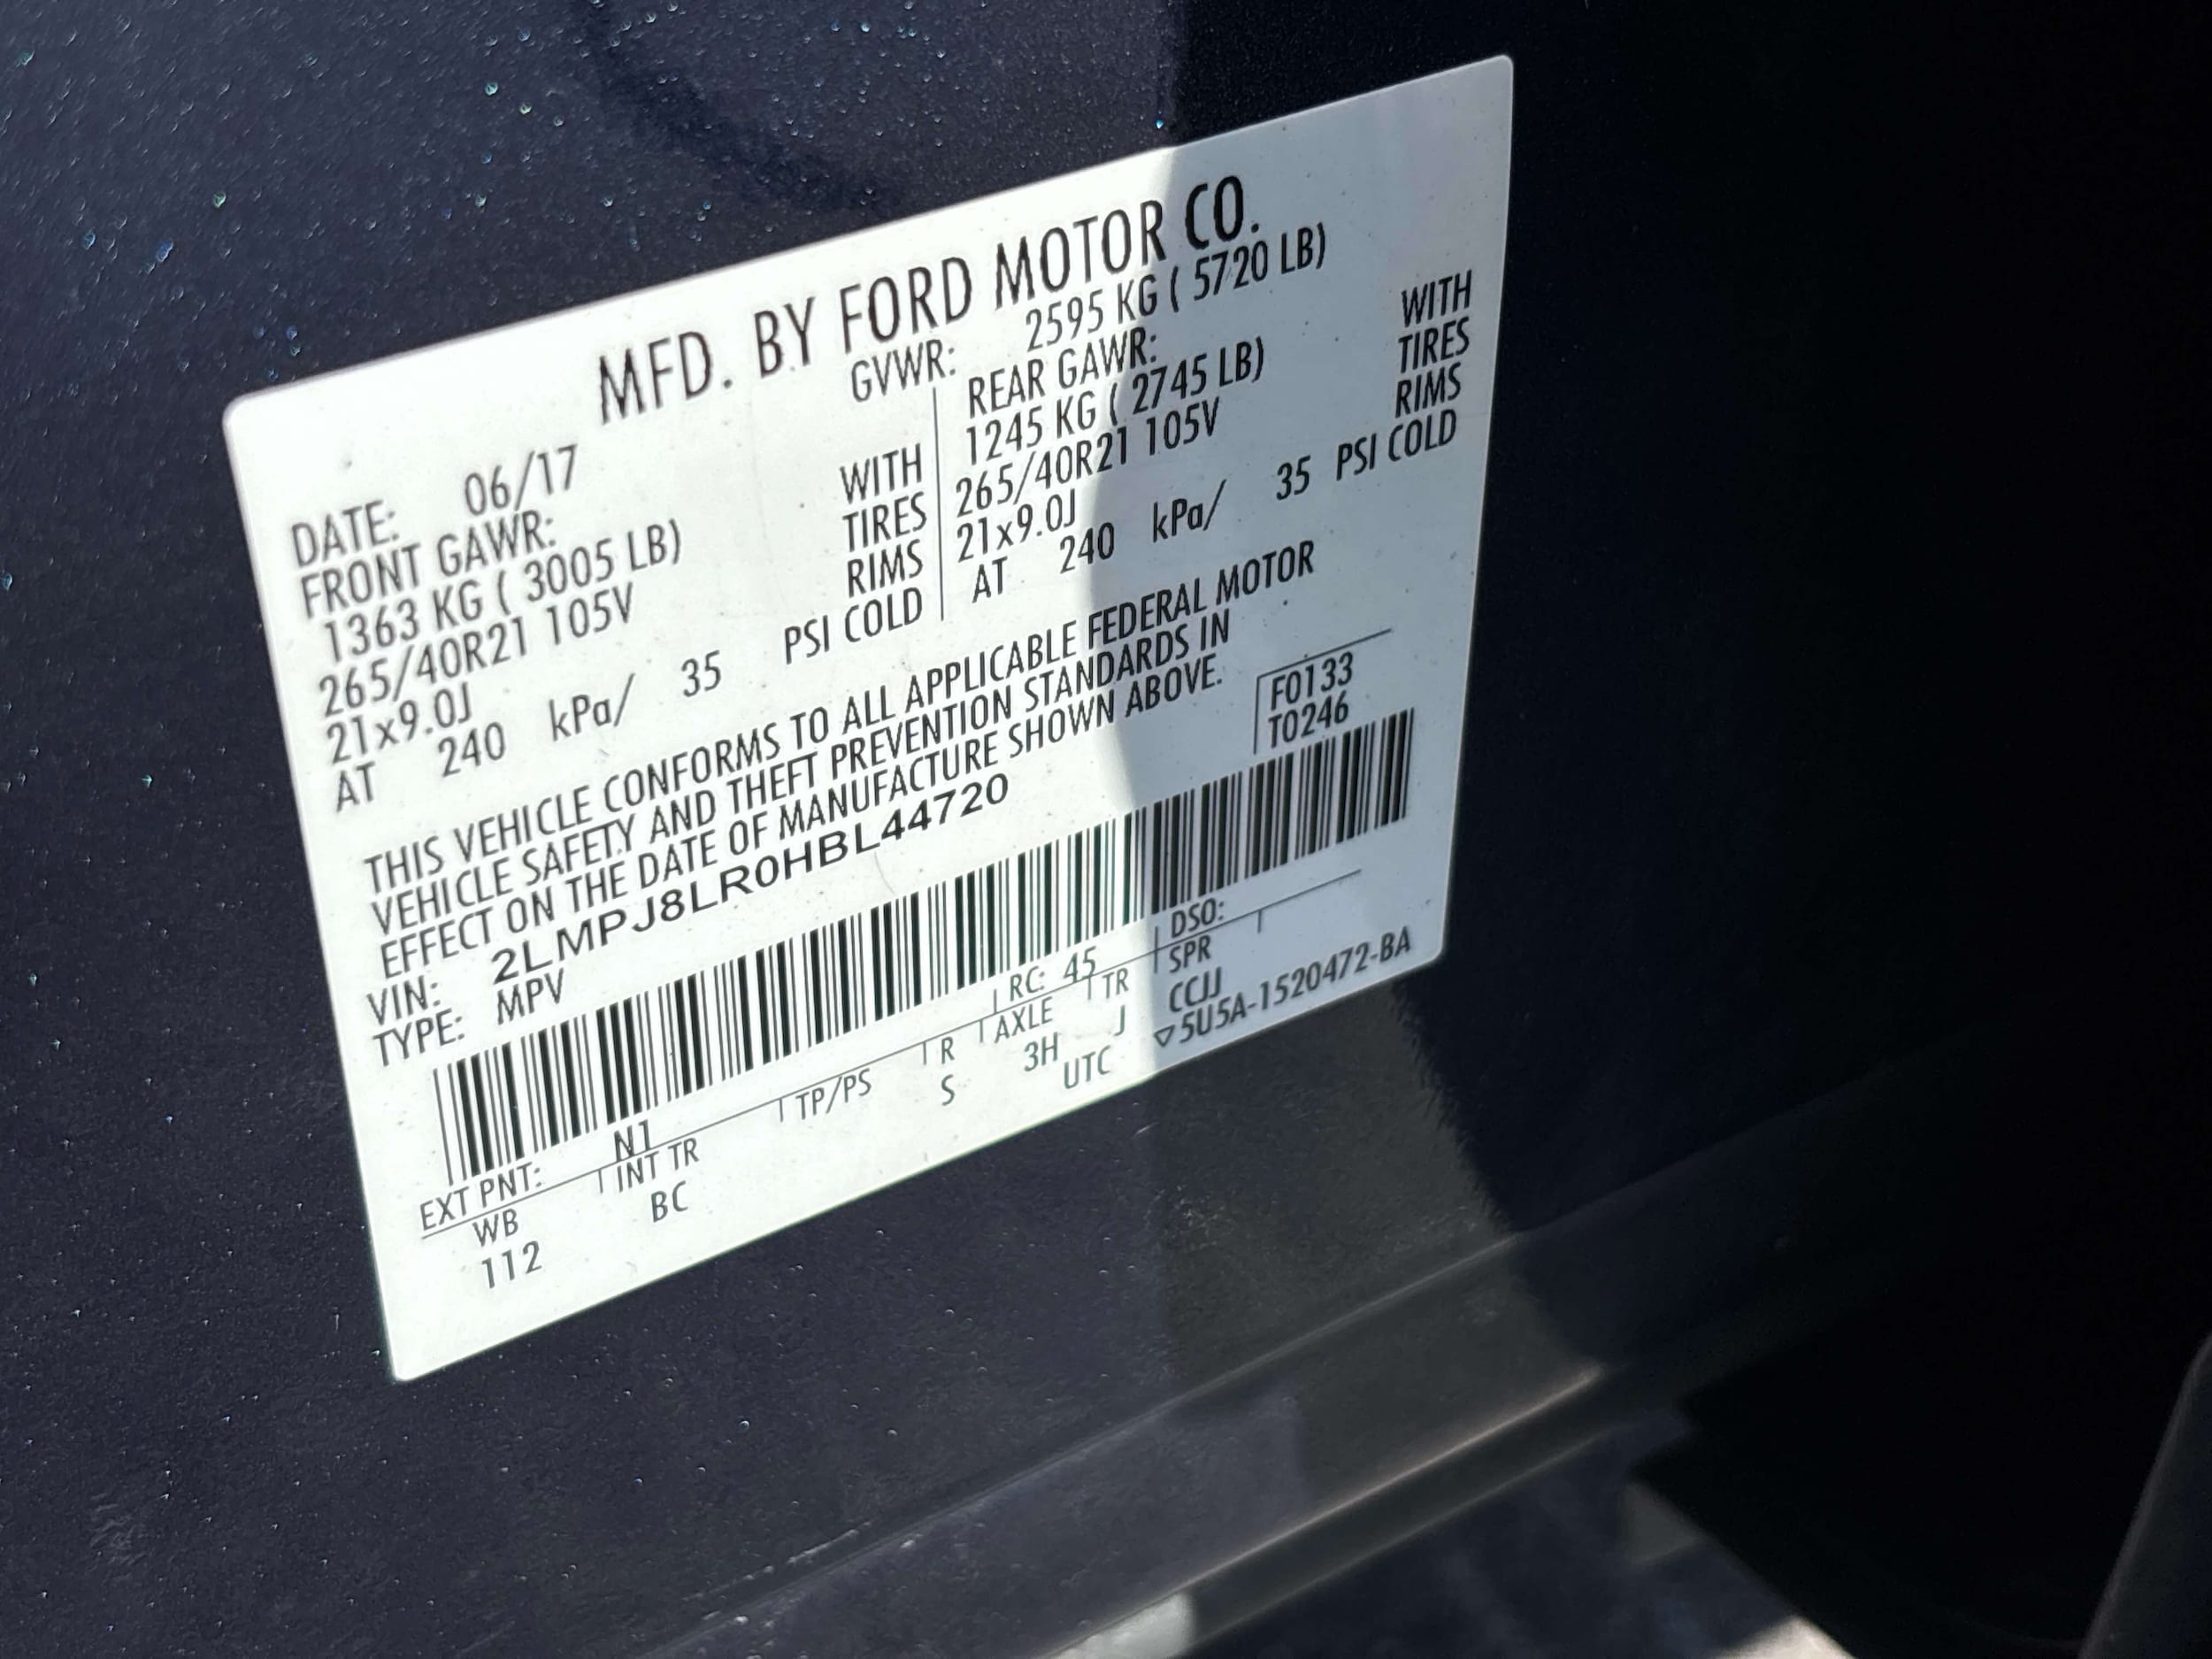 MFD. BY FORD MOTOR CO.
DATE: 06/17 GVWR: 2595 KG ( 5720 LB)
FRONT GAWR: REAR GAWR:
1363 KG ( 3005 LB) WITH 1245 KG ( 2745 LB) WITH
265/40R21 105V TIRES 265/40R21 105V TIRES
21x9.0J RIMS 21x9.0J RIMS
AT 240 kPa/ 35 PSI COLD AT 240 kPa/ 35 PSI COLD
THIS VEHICLE CONFORMS TO ALL APPLICABLE FEDERAL MOTOR
VEHICLE SAFETY AND THEFT PREVENTION STANDARDS IN
EFFECT ON THE DATE OF MANUFACTURE SHOWN ABOVE.
VIN: 2LMPJ8LR0HBL44720 F0133
TYPE: MPV T0246
EXT PNT: N1 RC: 45 DSO:
WB INT TR TP/PS R AXLE TR SPR
112 BC S 3H J CCJJ
UTC 5U5A-1520472-BA